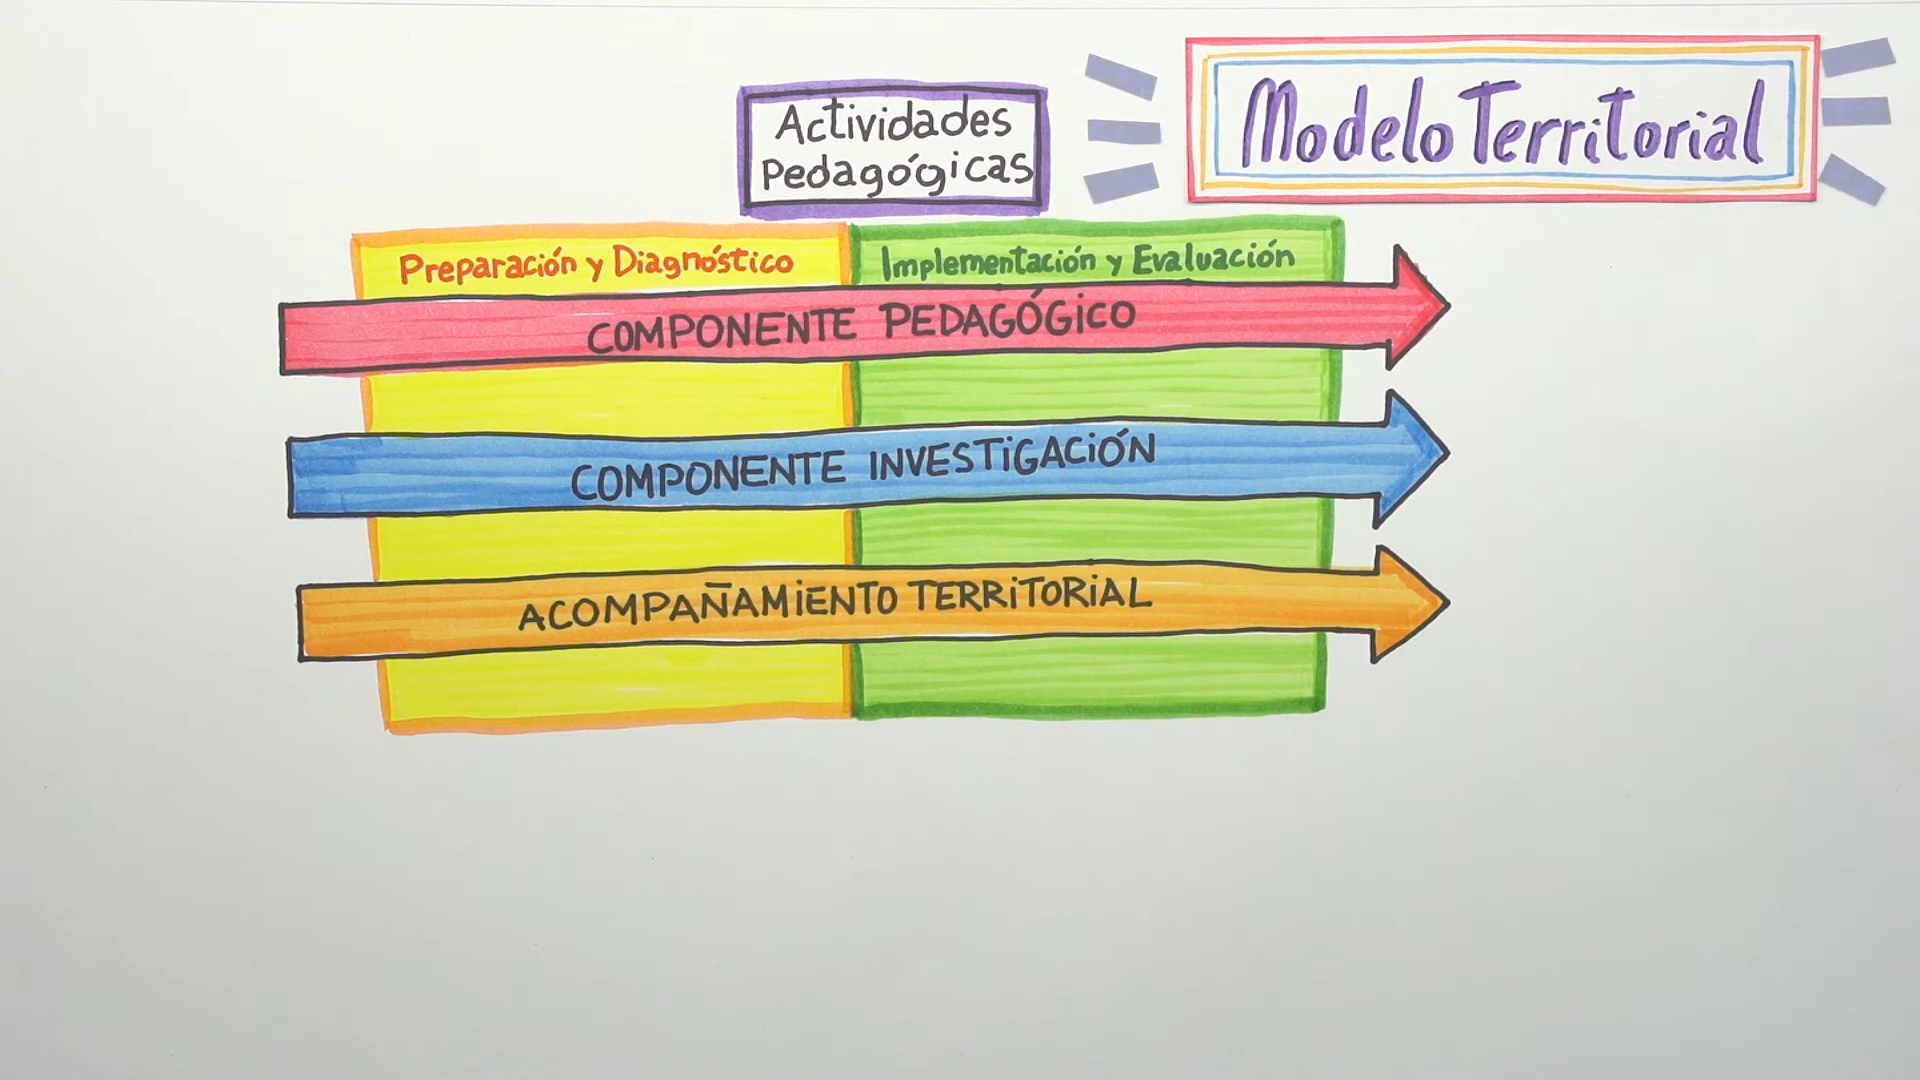 Modelo Territorial
Actividades
Pedagógicas
Preparación y Diagnóstico
Implementación y Evaluación
COMPONENTE PEDAGÓGICO
COMPONENTE INVESTIGACIÓN
ACOMPAÑAMIENTO TERRITORIAL